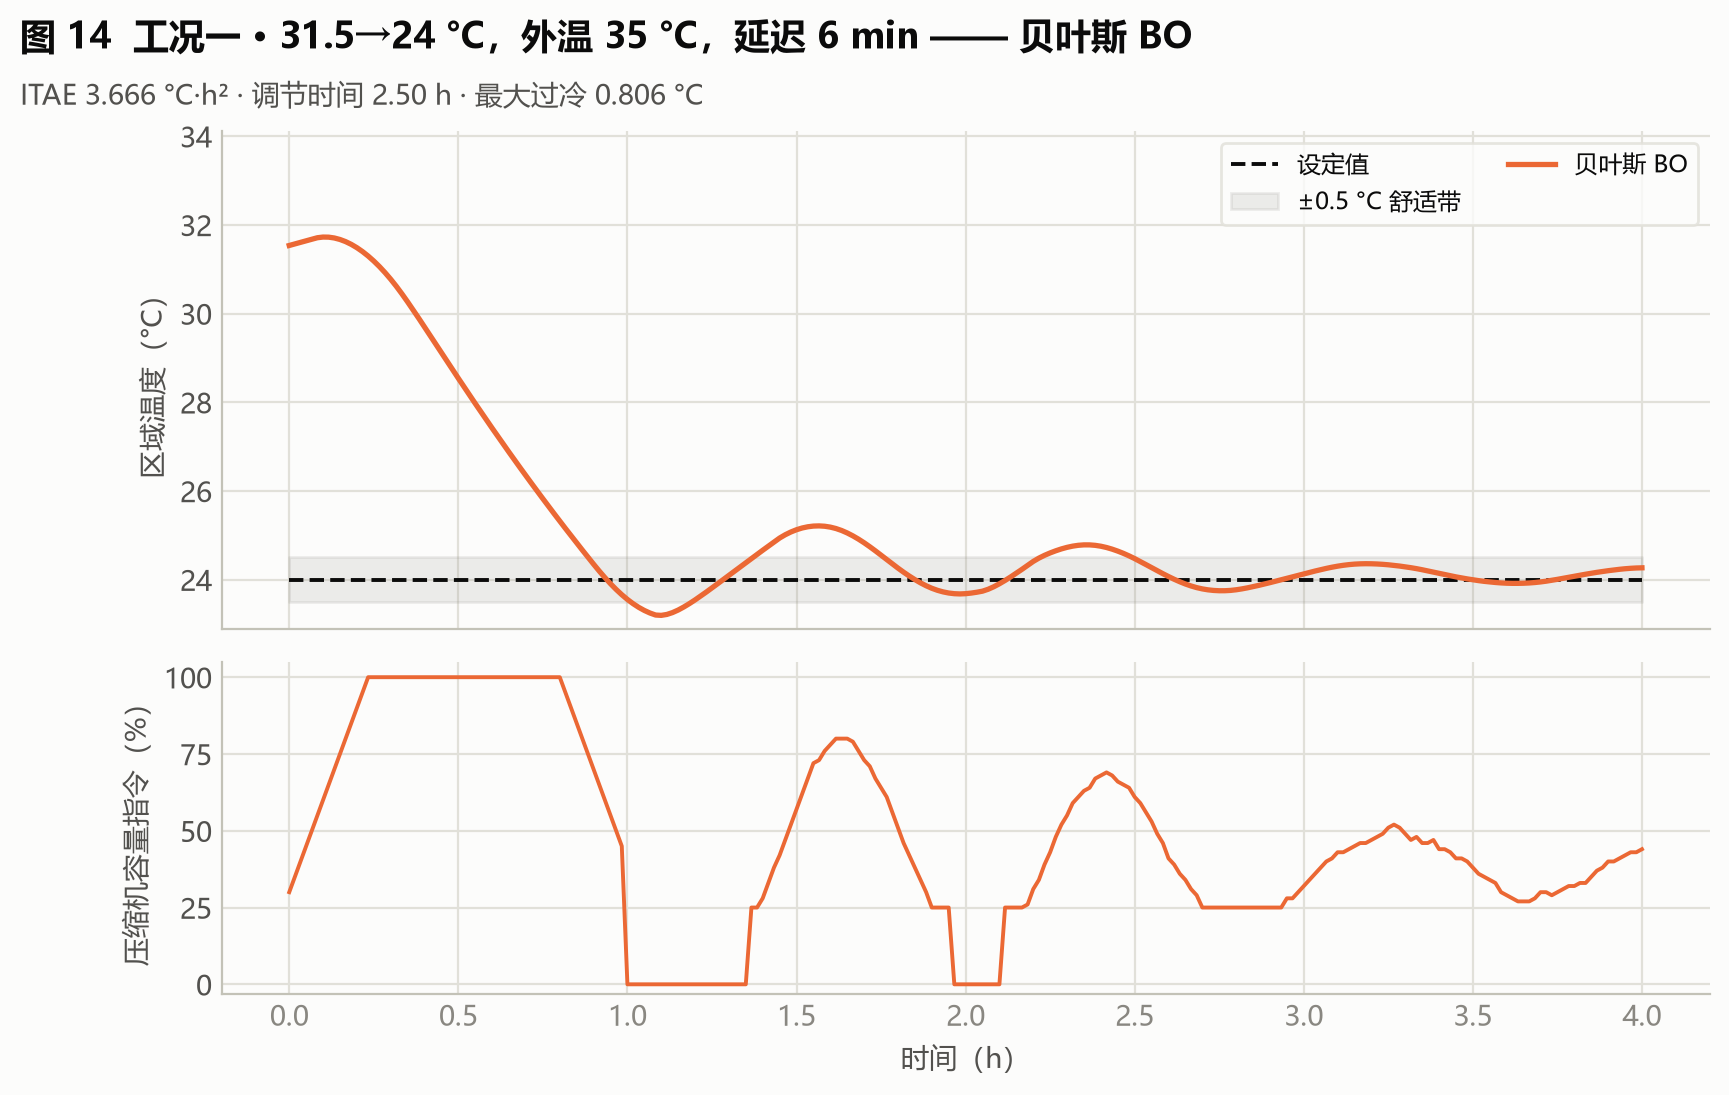 图 14 工况一 • 31.5→24 °C，外温 35 °C，延迟 6 min —— 贝叶斯 BO
ITAE 3.666 °C·h² · 调节时间 2.50 h · 最大过冷 0.806 °C
设定值
±0.5 °C 舒适带
贝叶斯 BO
区域温度（°C）
34
32
30
28
26
24
压缩机容量指令（%）
100
75
50
25
0
0.0 0.5 1.0 1.5 2.0 2.5 3.0 3.5 4.0
时间（h）